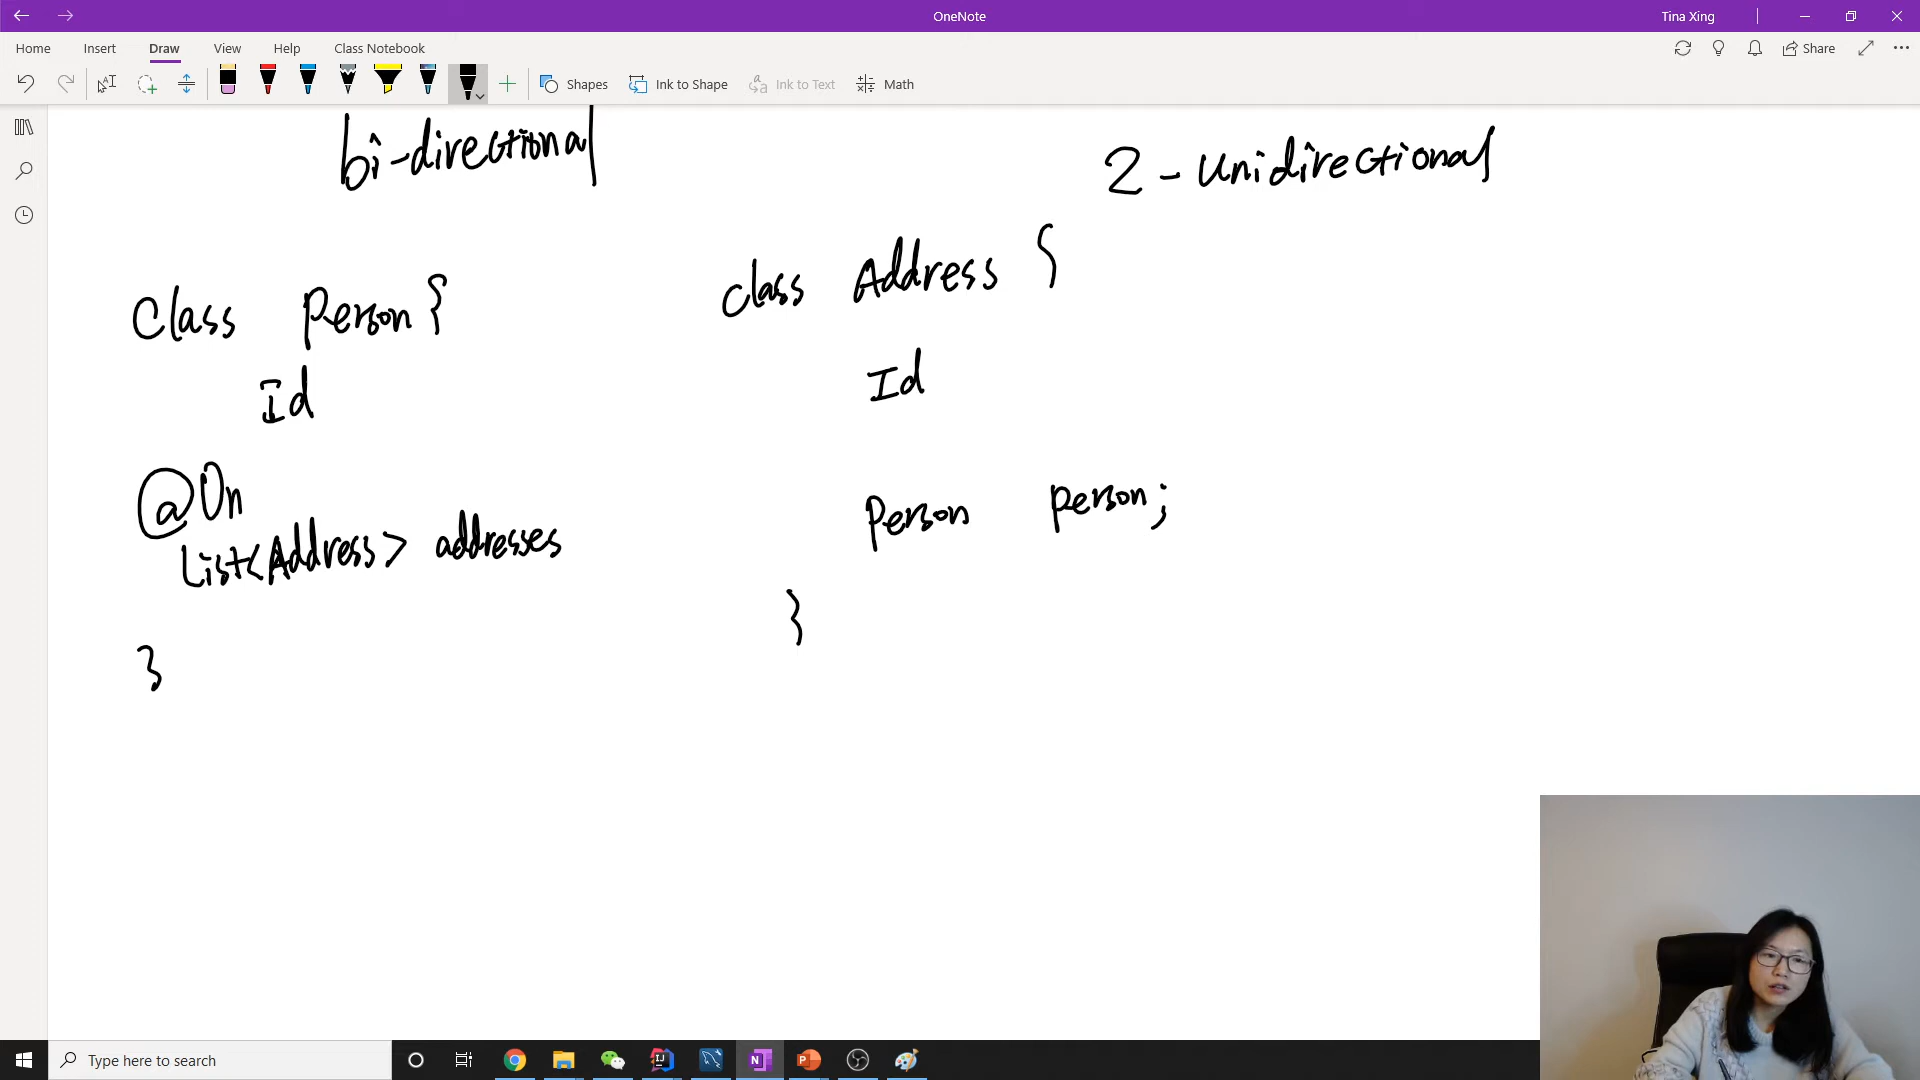 OneNote
Tina Xing
Home Insert Draw View Help Class Notebook
Share
Shapes Ink to Shape Ink to Text Math
bi-directional
2-unidirectional
class Person {
Id
@On
List<Address> addresses
}
class Address {
Id
Person person;
}
Type here to search